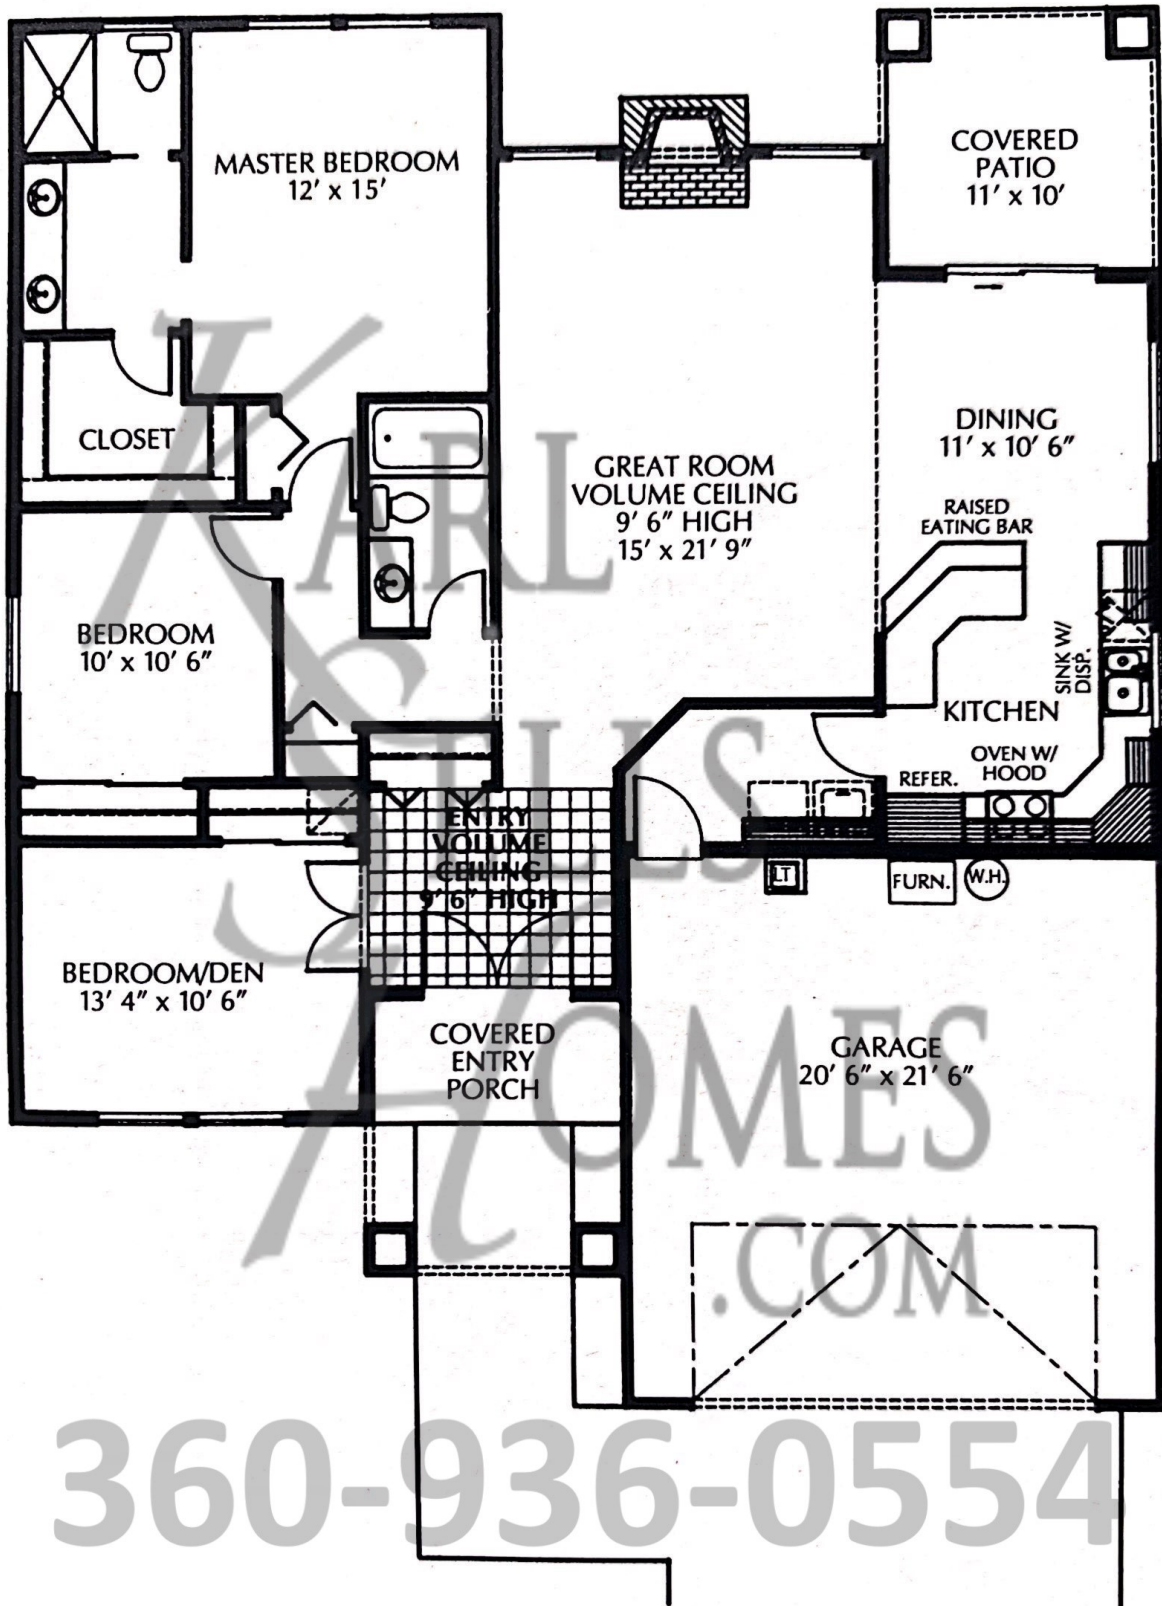 MASTER BEDROOM
12' x 15'
COVERED
PATIO
11' x 10'
CLOSET
GREAT ROOM
VOLUME CEILING
9' 6" HIGH
15' x 21' 9"
DINING
11' x 10' 6"
RAISED
EATING BAR
BEDROOM
10' x 10' 6"
SINK W/
DISP.
KITCHEN
OVEN W/
HOOD
REFER.
ENTRY
VOLUME
CEILING
9' 6" HIGH
LT
FURN.
W.H.
BEDROOM/DEN
13' 4" x 10' 6"
COVERED
ENTRY
PORCH
GARAGE
20' 6" x 21' 6"
KARL
STILLS
HOMES
.COM
360-936-0554